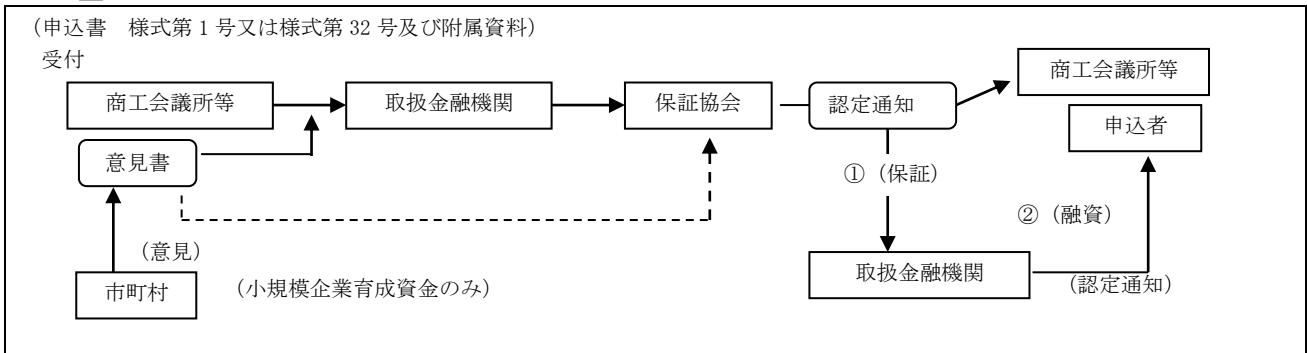 (申込書　様式第1号又は様式第32号及び附属資料)
受付
商工会議所等
取扱金融機関
保証協会
認定通知
商工会議所等
申込者
意見書
①（保証）
②（融資）
(意見)
取扱金融機関
市町村
(小規模企業育成資金のみ)
(認定通知)